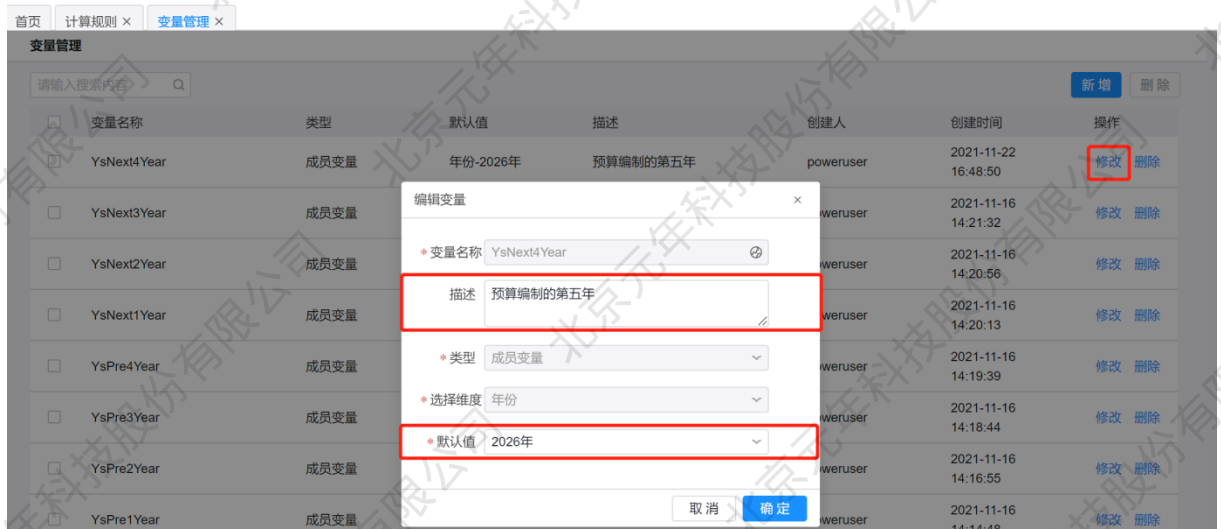 首页 计算规则 × 变量管理 ×
变量管理
请输入搜索内容 新增 删除
变量名称 类型 默认值 描述 创建人 创建时间 操作
YsNext4Year 成员变量 年份-2026年 预算编制的第五年 poweruser 2021-11-22 16:48:50 修改 删除
YsNext3Year 成员变量 oweruser 2021-11-16 14:21:32 修改 删除
YsNext2Year 成员变量 weruser 2021-11-16 14:20:56 修改 删除
YsNext1Year 成员变量 weruser 2021-11-16 14:20:13 修改 删除
YsPre4Year 成员变量 weruser 2021-11-16 14:19:39 修改 删除
YsPre3Year 成员变量 weruser 2021-11-16 14:18:44 修改 删除
YsPre2Year 成员变量 weruser 2021-11-16 14:16:55 修改 删除
YsPre1Year 成员变量 weruser 2021-11-16 14:14:48 修改 删除
编辑变量 ×
* 变量名称 YsNext4Year
描述 预算编制的第五年
* 类型 成员变量
* 选择维度 年份
* 默认值 2026年
取消 确定
北京元年科技股份有限公司